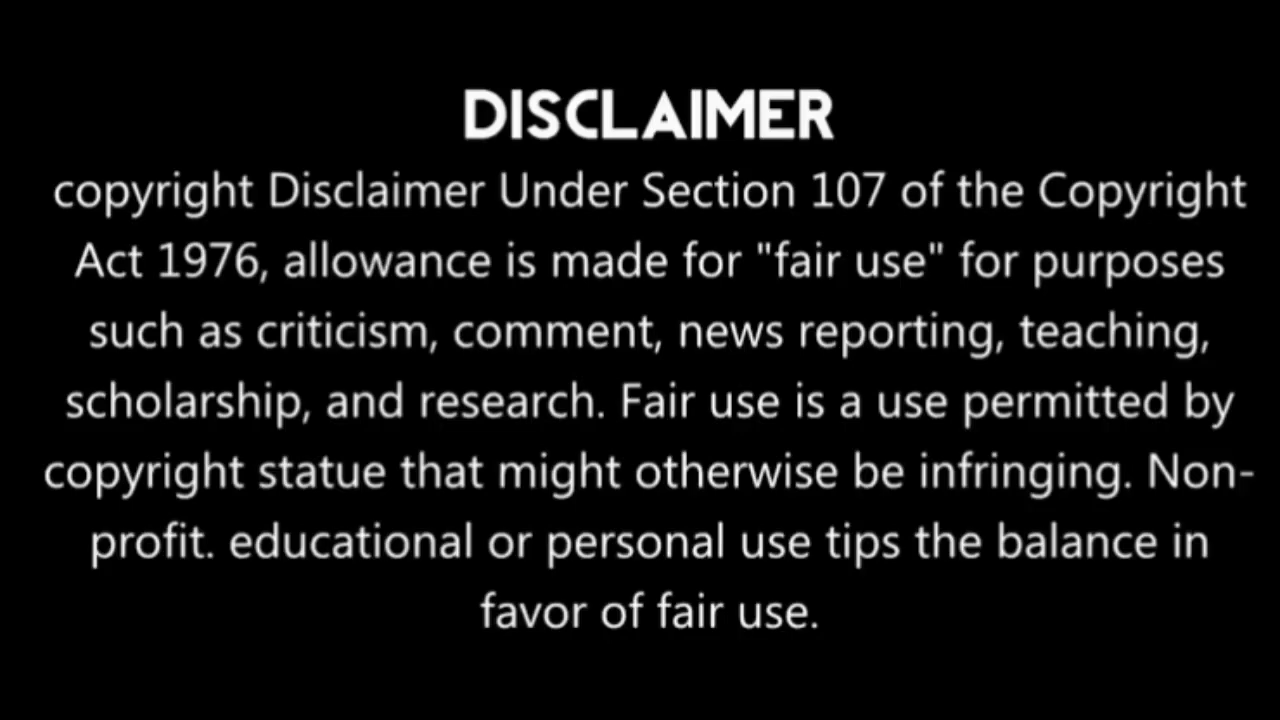 DISCLAIMER
copyright Disclaimer Under Section 107 of the Copyright
Act 1976, allowance is made for "fair use" for purposes
such as criticism, comment, news reporting, teaching,
scholarship, and research. Fair use is a use permitted by
copyright statue that might otherwise be infringing. Non-
profit. educational or personal use tips the balance in
favor of fair use.